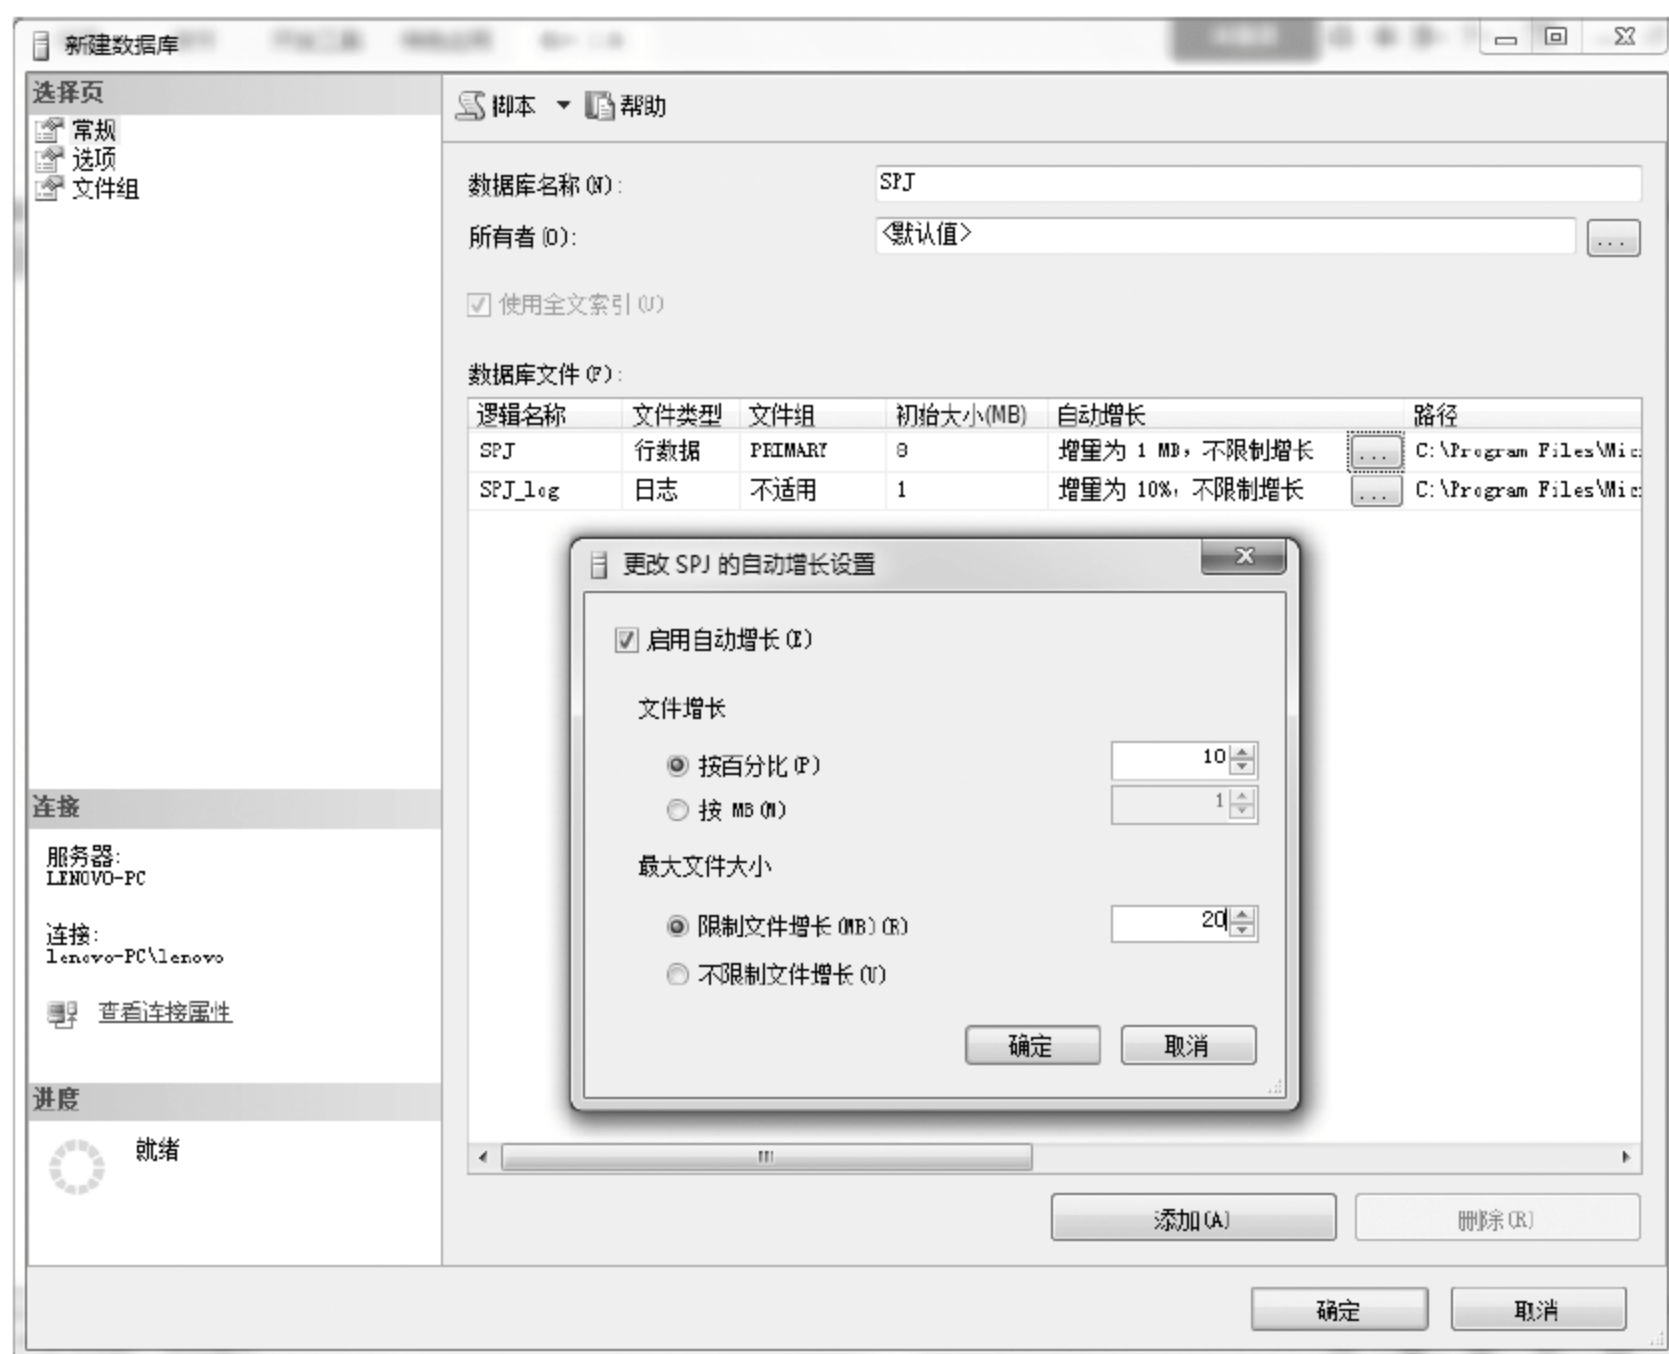 新建数据库
选择页
常规
选项
文件组
脚本 帮助
数据库名称(N): SPJ
所有者(O): <默认值> ...
使用全文索引(U)
数据库文件(F):
逻辑名称 文件类型 文件组 初始大小(MB) 自动增长 路径
SPJ 行数据 PRIMARY 8 增量为 1 MB，不限制增长 ... C:\Program Files\Mic
SPJ_log 日志 不适用 1 增量为 10%，不限制增长 ... C:\Program Files\Mic
更改 SPJ 的自动增长设置
启用自动增长(E)
文件增长
按百分比(P) 10
按 MB(M) 1
最大文件大小
限制文件增长(MB)(R) 20
不限制文件增长(U)
确定 取消
连接
服务器:
LENOVO-PC
连接:
lenovo-PC\lenovo
查看连接属性
进度
就绪
添加(A) 删除(R)
确定 取消